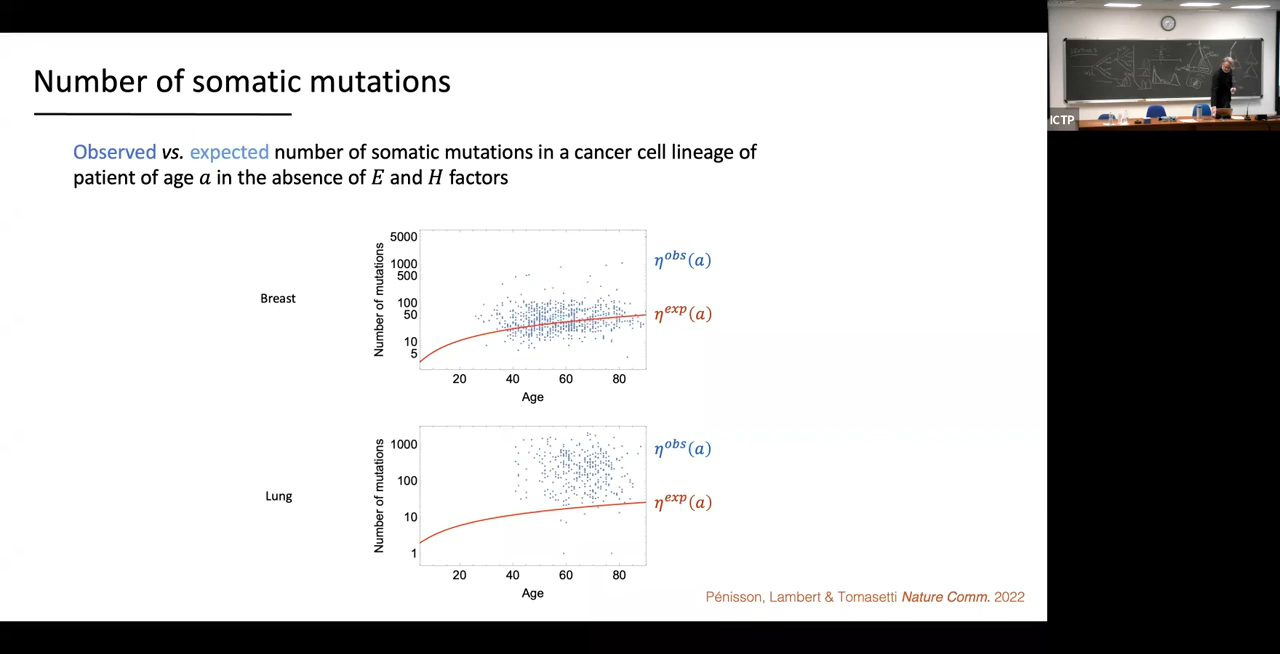 Number of somatic mutations
Observed vs. expected number of somatic mutations in a cancer cell lineage of
patient of age a in the absence of E and H factors
Breast
Number of mutations
5000
1000
500
100
50
10
5
20 40 60 80
Age
η^obs(a)
η^exp(a)
Lung
Number of mutations
1000
100
10
1
20 40 60 80
Age
η^obs(a)
η^exp(a)
Pénisson, Lambert & Tomasetti Nature Comm. 2022
ICTP